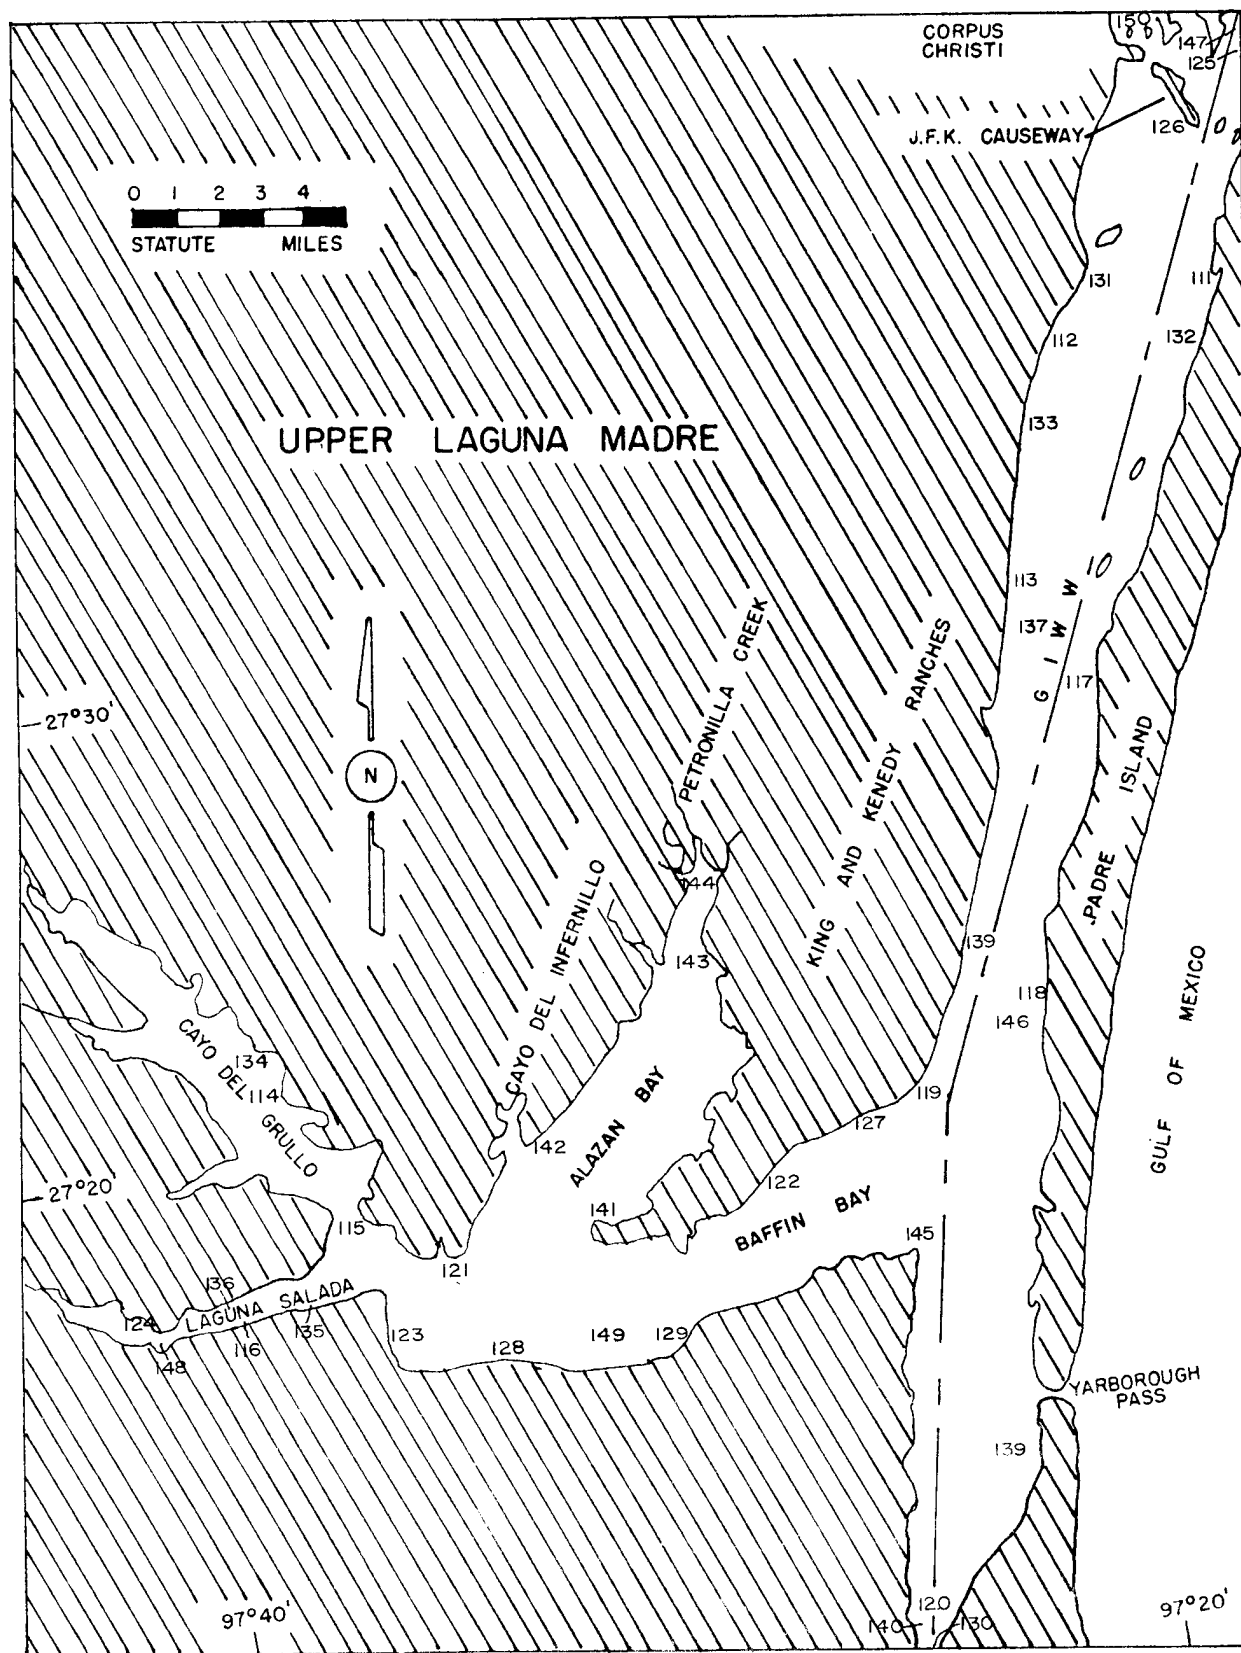 CORPUS
CHRISTI
150
147
125
J.F.K. CAUSEWAY
126
0 1 2 3 4
STATUTE MILES
131
111
112
132
UPPER LAGUNA MADRE
133
113
137
GIWW
117
PETRONILLA CREEK
KING AND KENEDY RANCHES
27°30'
N
PADRE ISLAND
CAYO DEL INFERNILLO
144
139
143
118
146
GULF OF MEXICO
CAYO DEL GRULLO
134
114
119
127
142
ALAZAN BAY
122
27°20'
115
141
BAFFIN BAY
145
121
136
LAGUNA SALADA
124
135
123
116
148
128
149
129
YARBOROUGH
PASS
139
120
97°40'
140
130
97°20'